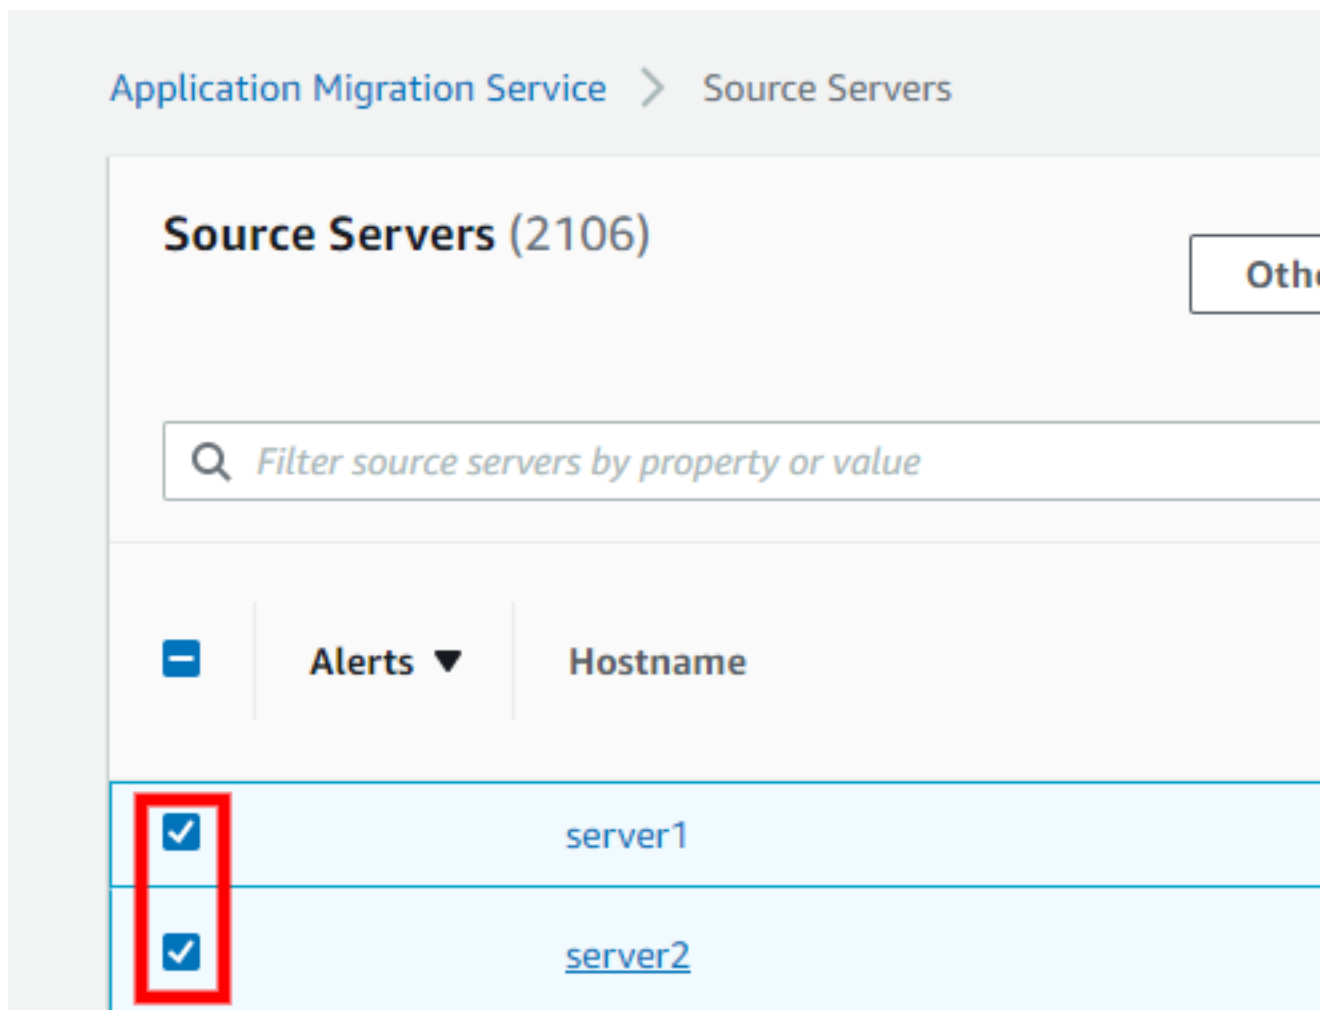 Application Migration Service > Source Servers
Source Servers (2106)
Filter source servers by property or value
Alerts Hostname
server1
server2